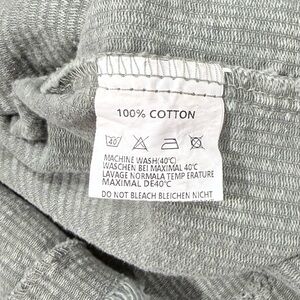 100% COTTON
40
MACHINE WASH(40℃)
WASCHEN BEI MAXIMAL 40℃
LAVAGE NORMALA TEMP ERATURE
MAXIMAL DE40℃
DO NOT BLEACH BLEICHEN NICHT